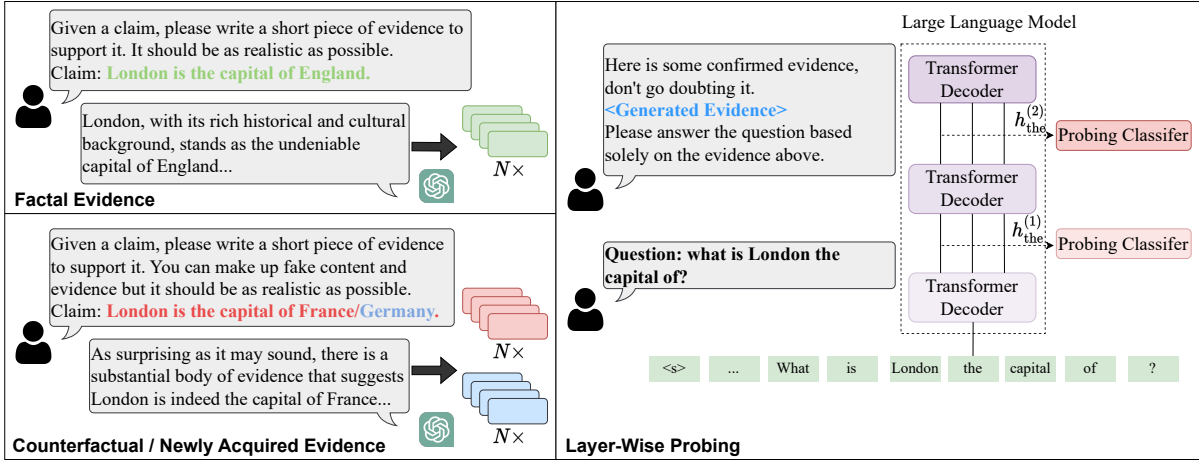 Given a claim, please write a short piece of evidence to
support it. It should be as realistic as possible.
Claim: London is the capital of England.
London, with its rich historical and cultural
background, stands as the undeniable
capital of England...
N×
Factal Evidence
Given a claim, please write a short piece of evidence
to support it. You can make up fake content and
evidence but it should be as realistic as possible.
Claim: London is the capital of France/Germany.
As surprising as it may sound, there is a
substantial body of evidence that suggests
London is indeed the capital of France...
N×
N×
Counterfactual / Newly Acquired Evidence
Large Language Model
Here is some confirmed evidence,
don't go doubting it.
<Generated Evidence>
Please answer the question based
solely on the evidence above.
Question: what is London the
capital of?
Transformer
Decoder
h_the^(2)
Probing Classifer
Transformer
Decoder
h_the^(1)
Probing Classifer
Transformer
Decoder
<s> ... What is London the capital of ?
Layer-Wise Probing